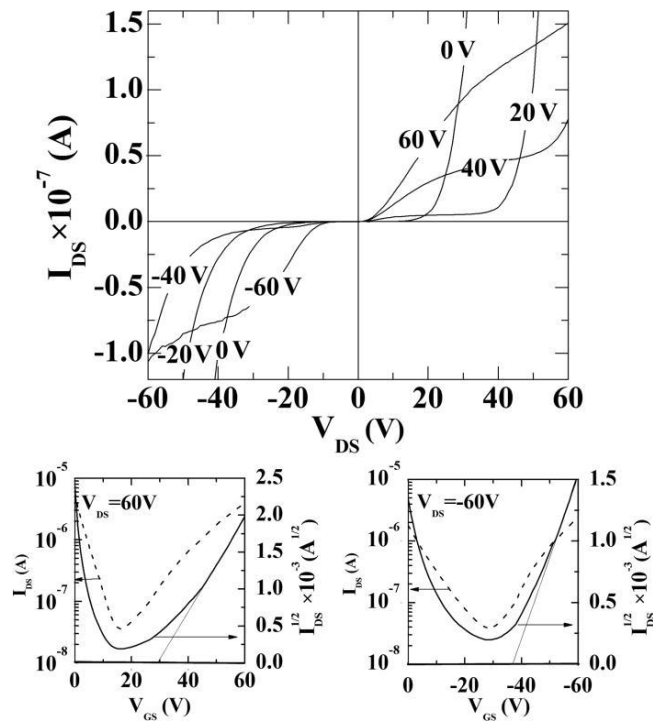 1.5
1.0
0.5
0.0
-0.5
-1.0
I_DS ×10^-7 (A)
0 V
20 V
60 V
40 V
-40 V
-60 V
-20 V
0 V
-60 -40 -20 0 20 40 60
V_DS (V)
10^-5
10^-6
10^-7
10^-8
I_DS (A)
V_DS=60V
2.5
2.0
1.5
1.0
0.5
0.0
I_DS^1/2 ×10^-3 (A^1/2)
0 20 40 60
V_GS (V)
10^-5
10^-6
10^-7
10^-8
I_DS (A)
V_DS=-60V
1.5
1.2
0.9
0.6
0.3
0.0
I_DS^1/2 ×10^-3 (A^1/2)
0 -20 -40 -60
V_GS (V)